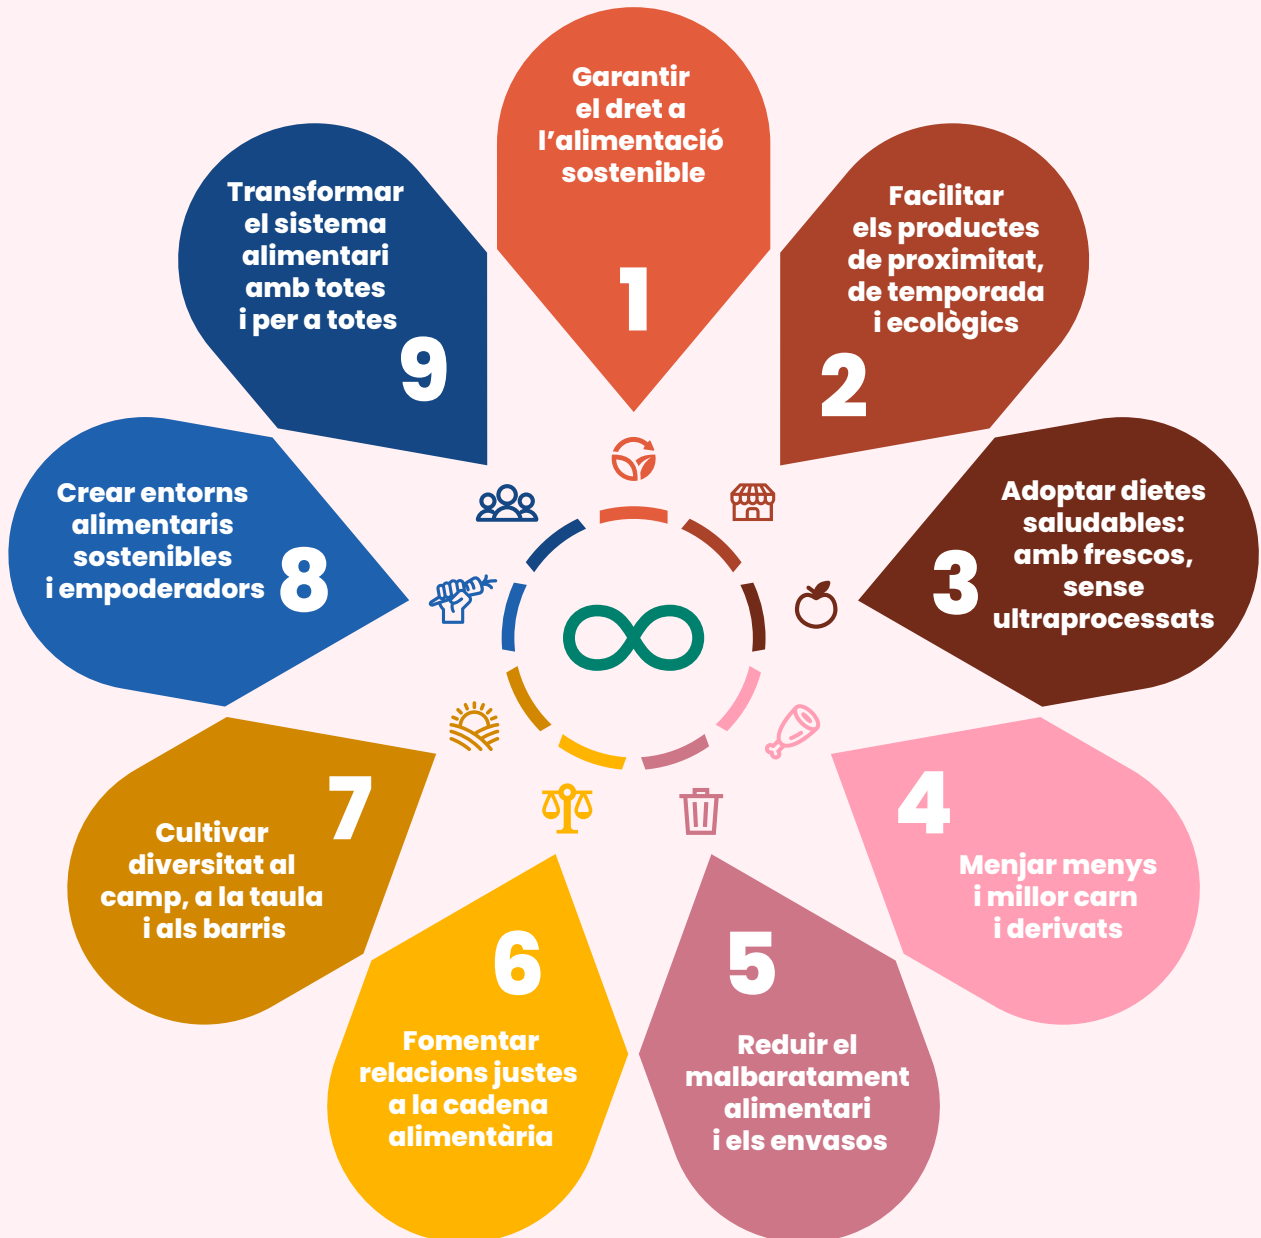 Garantir
el dret a
l’alimentació
sostenible
1
Facilitar
els productes
de proximitat,
de temporada
i ecològics
2
Adoptar dietes
saludables:
amb frescos,
sense
ultraprocessats
3
4
Menjar menys
i millor carn
i derivats
5
Reduir el
malbaratament
alimentari
i els envasos
6
Fomentar
relacions justes
a la cadena
alimentària
7
Cultivar
diversitat al
camp, a la taula
i als barris
Crear entorns
alimentaris
sostenibles
i empoderadors
8
Transformar
el sistema
alimentari
amb totes
i per a totes
9